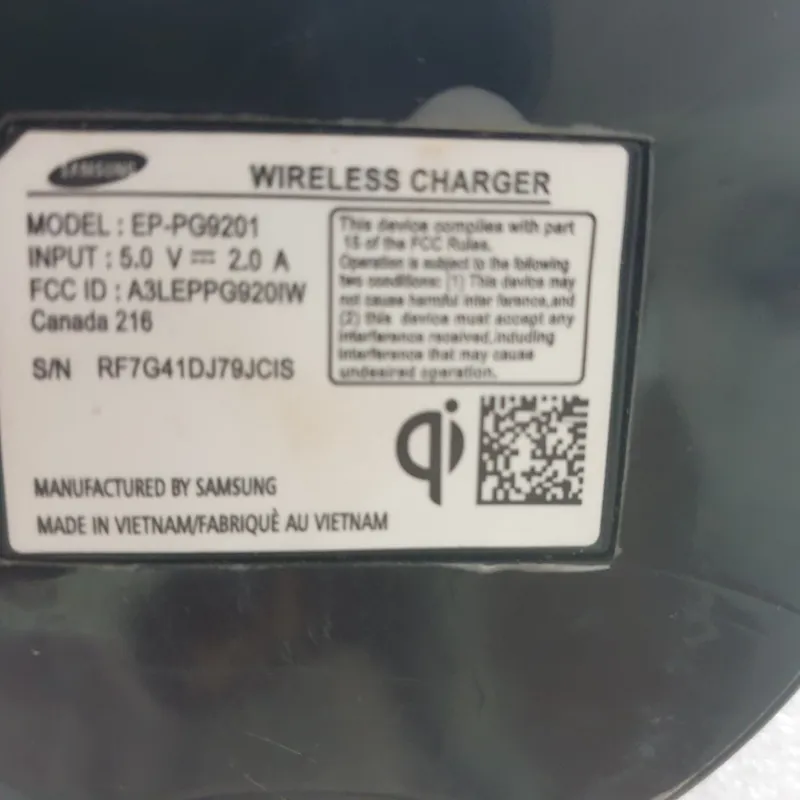 SAMSUNG
WIRELESS CHARGER
MODEL : EP-PG9201
INPUT : 5.0 V ⎓ 2.0 A
FCC ID : A3LEPPG920IW
Canada 216
S/N RF7G41DJ79JCIS
This device complies with part
15 of the FCC Rules.
Operation is subject to the following
two conditions: (1) This device may
not cause harmful inter ference,and
(2) this device must accept any
interference received,including
interference that may cause
undesired operation.
qi
MANUFACTURED BY SAMSUNG
MADE IN VIETNAM/FABRIQUÈ AU VIETNAM